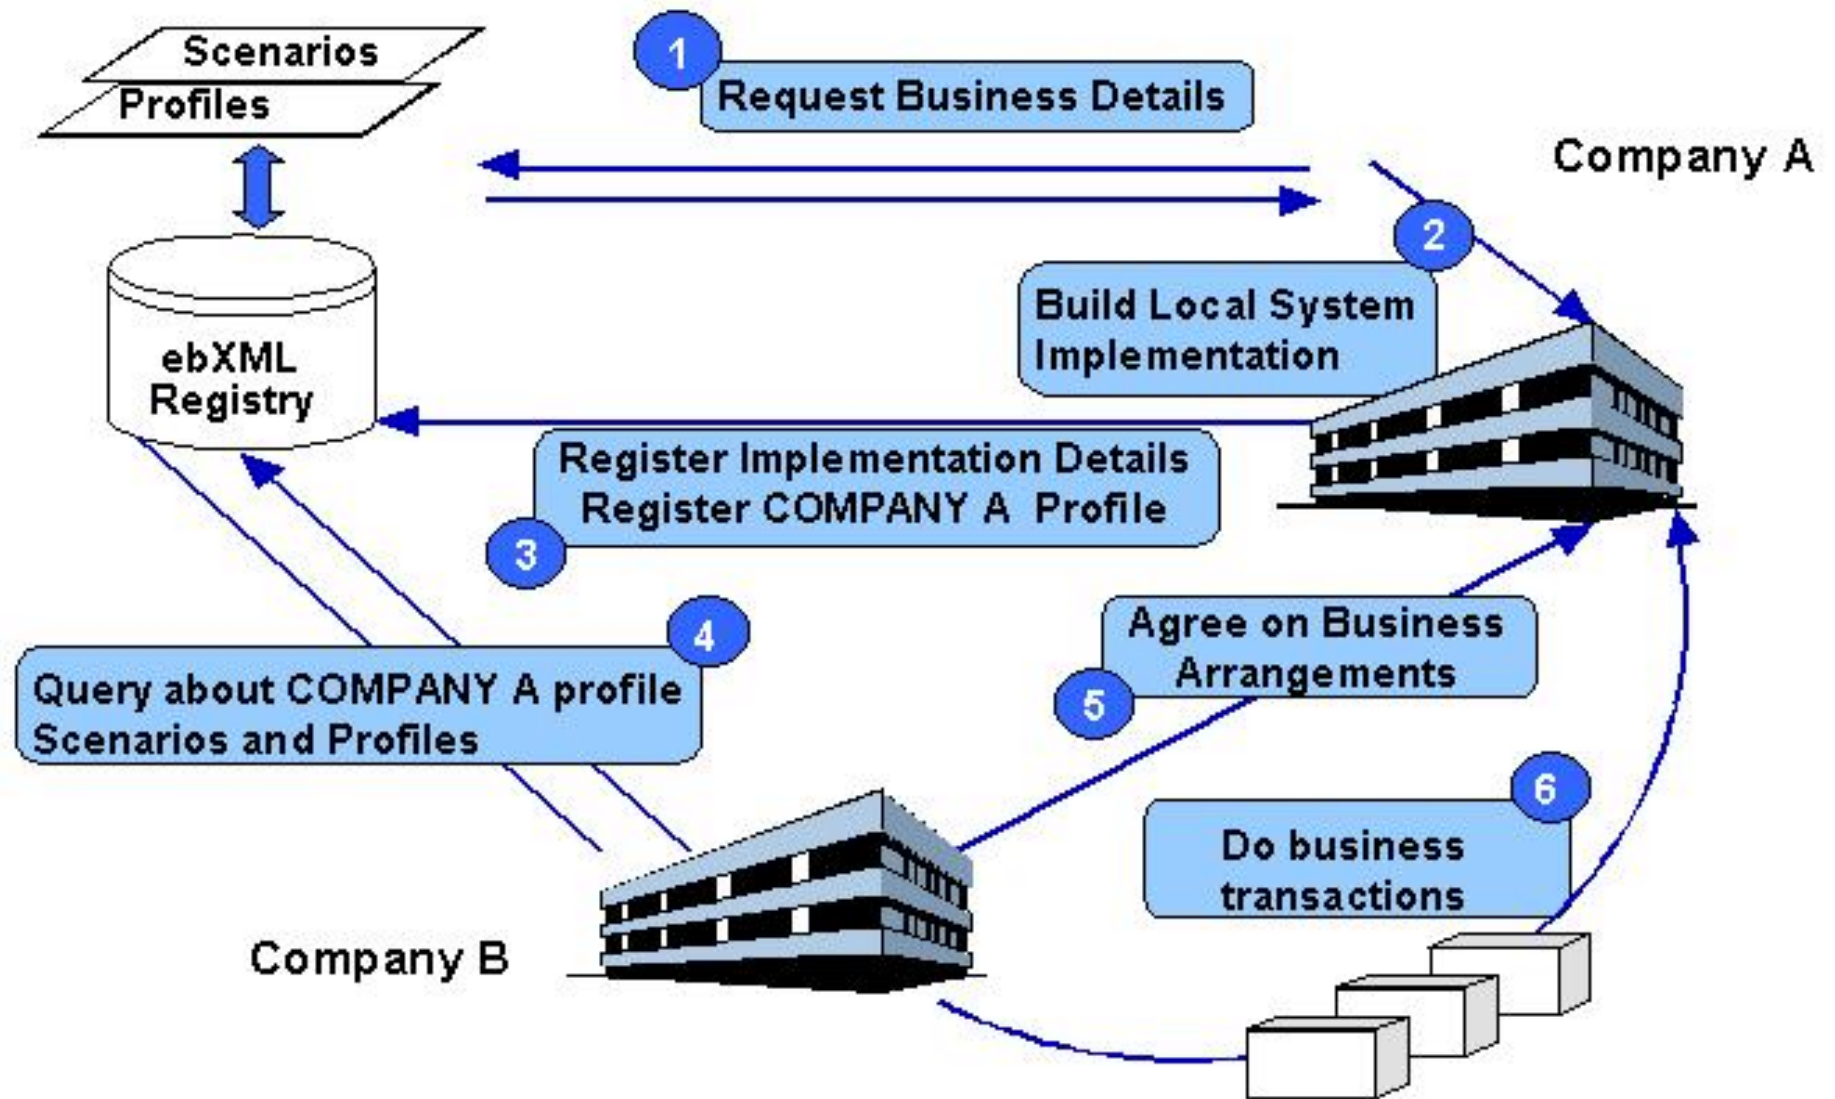 Scenarios
Profiles
1
Request Business Details
Company A
2
Build Local System
Implementation
ebXML
Registry
Register Implementation Details
Register COMPANY A Profile
3
4
Query about COMPANY A profile
Scenarios and Profiles
Agree on Business
Arrangements
5
6
Do business
transactions
Company B